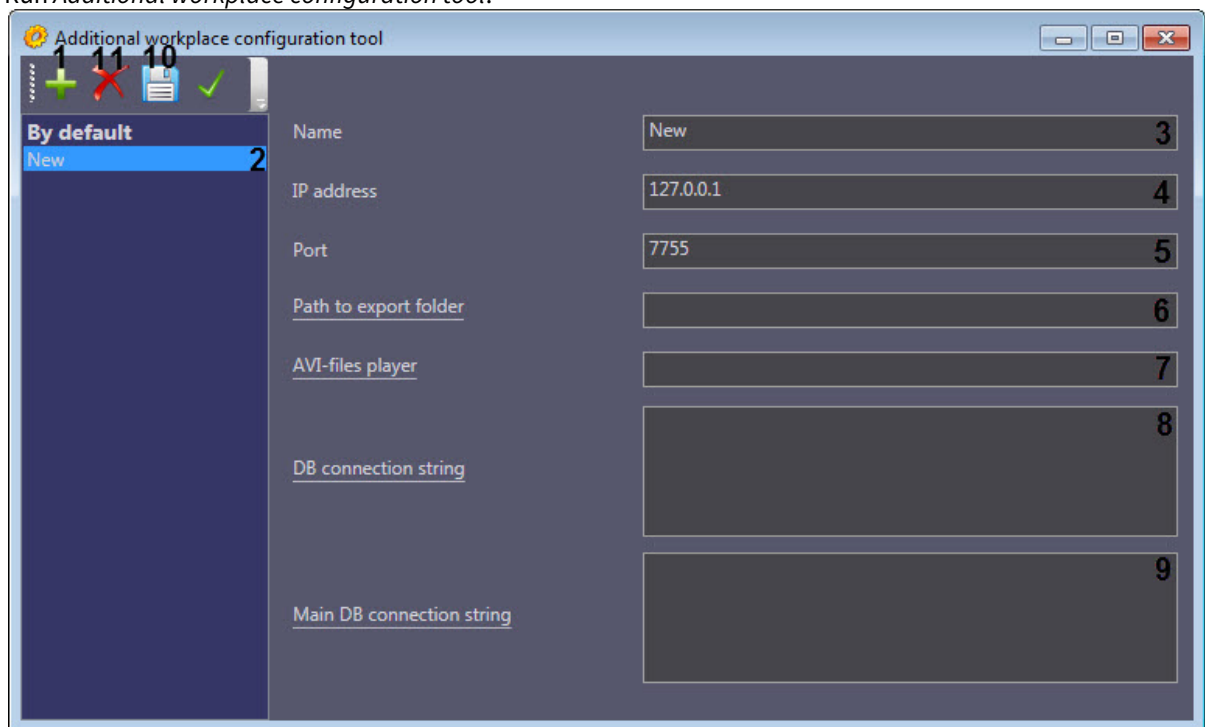 Run Additional workplace configuration tool.
Additional workplace configuration tool
1 11 10
By default
New 2
Name New 3
IP address 127.0.0.1 4
Port 7755 5
Path to export folder 6
AVI-files player 7
DB connection string 8
Main DB connection string 9